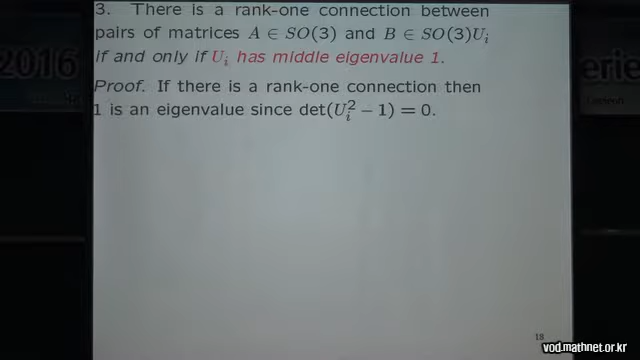 3. There is a rank-one connection between
pairs of matrices A ∈ SO(3) and B ∈ SO(3)U_i
if and only if U_i has middle eigenvalue 1.
Proof. If there is a rank-one connection then
1 is an eigenvalue since det(U_i^2 − 1) = 0.
2016
erie
18
vod.mathnet.or.kr